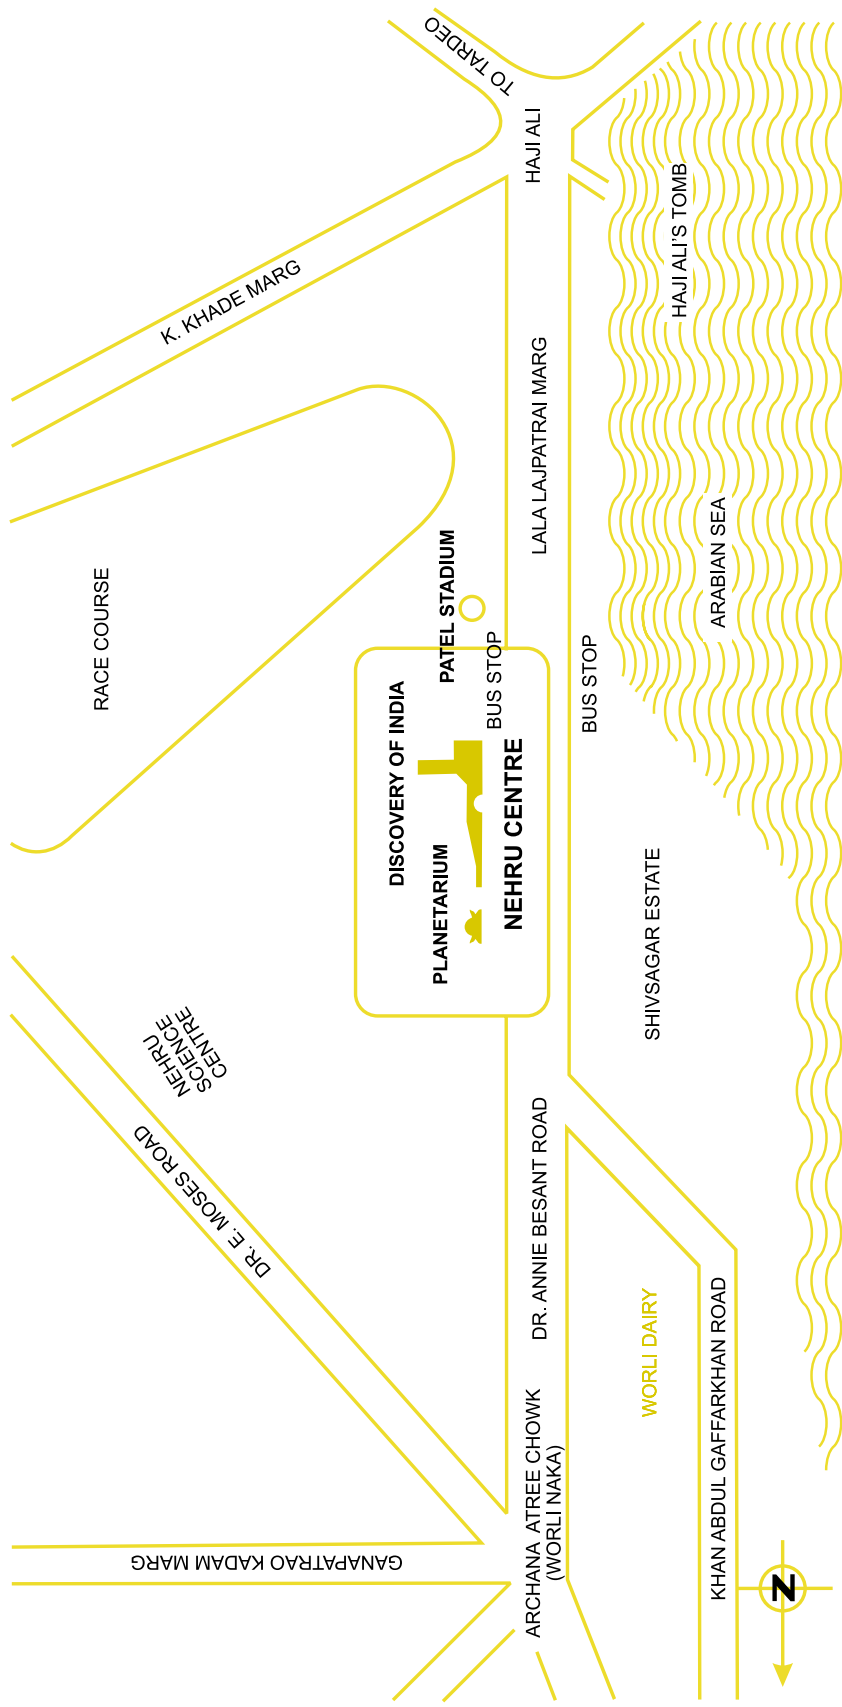 TO TARDEO
HAJI ALI
HAJI ALI'S TOMB
K. KHADE MARG
LALA LAJPATRAI MARG
ARABIAN SEA
RACE COURSE
PATEL STADIUM
BUS STOP
BUS STOP
DISCOVERY OF INDIA
NEHRU CENTRE
PLANETARIUM
SHIVSAGAR ESTATE
NEHRU
SCIENCE
CENTRE
DR. E. MOSES ROAD
DR. ANNIE BESANT ROAD
WORLI DAIRY
KHAN ABDUL GAFFARKHAN ROAD
ARCHANA ATREE CHOWK
(WORLI NAKA)
GANAPATRAO KADAM MARG
N